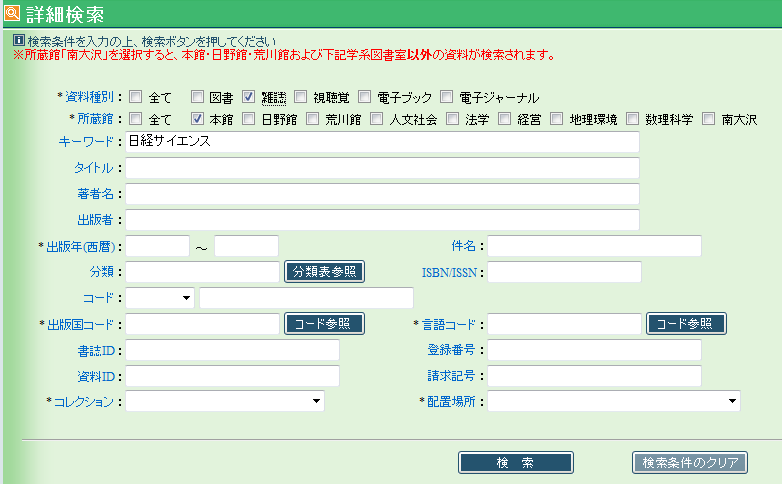 詳細検索
検索条件を入力の上、検索ボタンを押してください
※所蔵館「南大沢」を選択すると、本館・日野館・荒川館および下記学系図書室以外の資料が検索されます。
*資料種別： 全て 図書 雑誌 視聴覚 電子ブック 電子ジャーナル
*所蔵館： 全て 本館 日野館 荒川館 人文社会 法学 経営 地理環境 数理科学 南大沢
キーワード： 日経サイエンス
タイトル：
著者名：
出版者：
*出版年(西暦)： ～ 件名：
分類： 分類表参照 ISBN/ISSN：
コード：
*出版国コード： コード参照 *言語コード： コード参照
書誌ID： 登録番号：
資料ID： 請求記号：
*コレクション： *配置場所：
検 索 検索条件のクリア